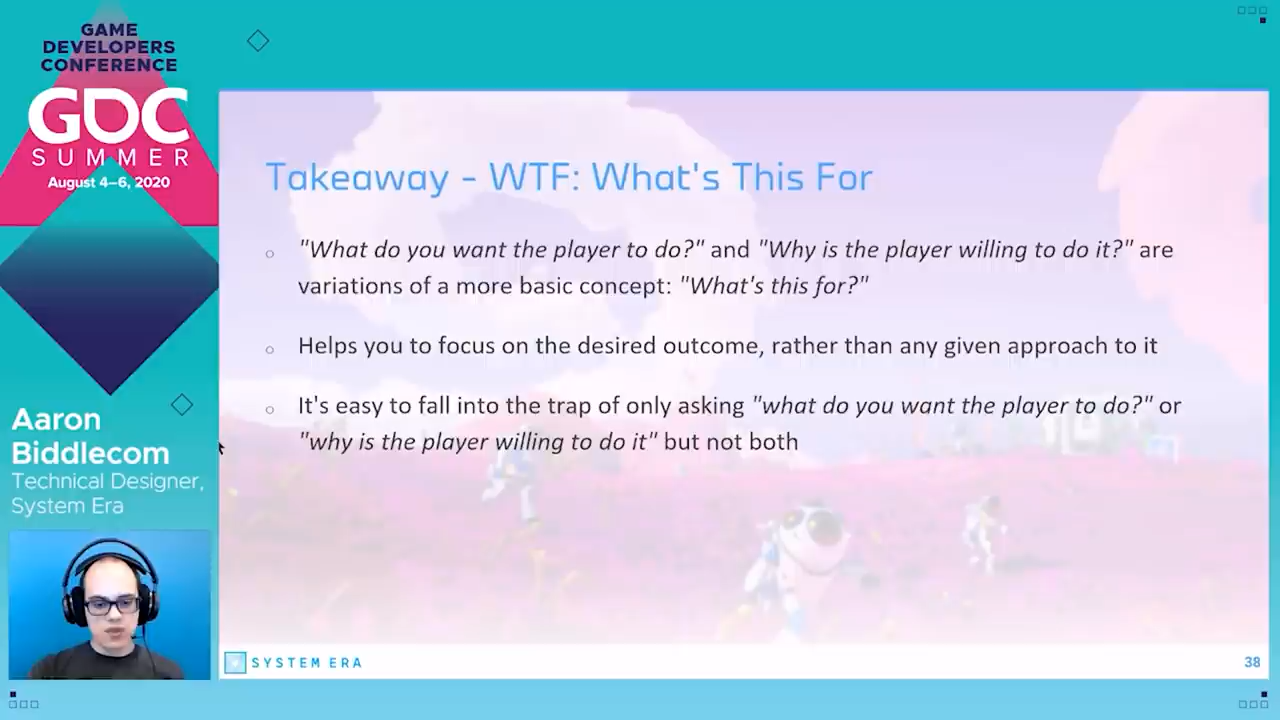 GAME
DEVELOPERS
CONFERENCE
GDC
SUMMER
August 4–6, 2020
Takeaway - WTF: What's This For
"What do you want the player to do?" and "Why is the player willing to do it?" are
variations of a more basic concept: "What's this for?"
Helps you to focus on the desired outcome, rather than any given approach to it
It's easy to fall into the trap of only asking "what do you want the player to do?" or
"why is the player willing to do it" but not both
Aaron
Biddlecom
Technical Designer,
System Era
SYSTEM ERA
38